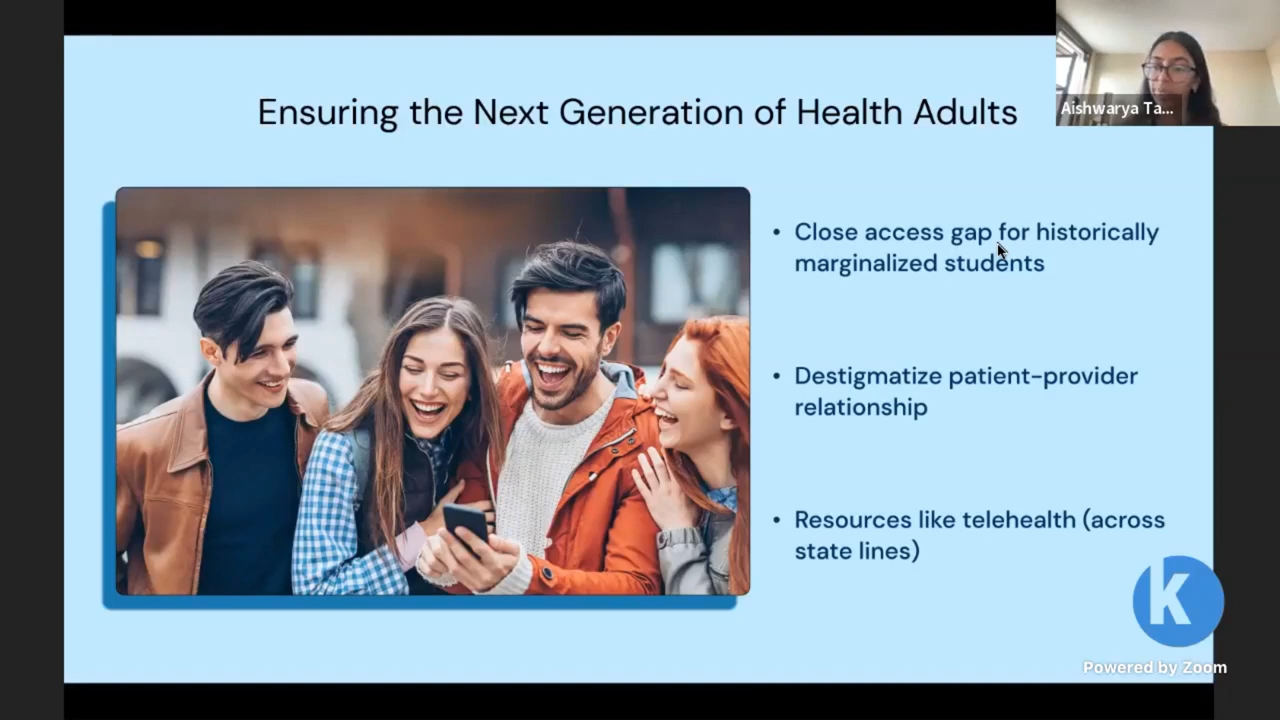 Ensuring the Next Generation of Health Adults
Aishwarya Ta...
• Close access gap for historically
marginalized students
• Destigmatize patient-provider
relationship
• Resources like telehealth (across
state lines)
K
Powered by Zoom